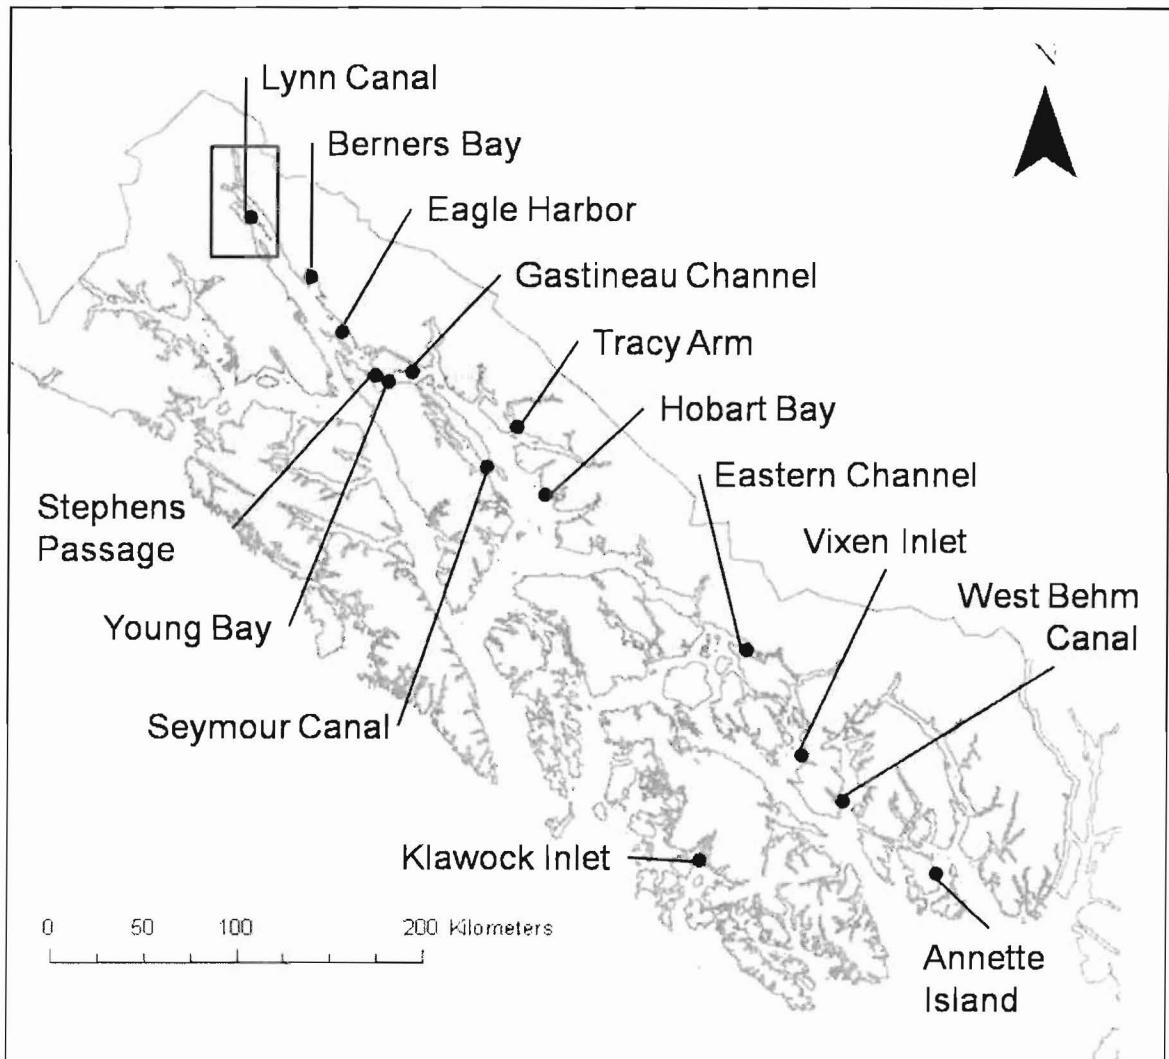 N
Lynn Canal
Berners Bay
Eagle Harbor
Gastineau Channel
Tracy Arm
Hobart Bay
Eastern Channel
Vixen Inlet
West Behm
Canal
Stephens
Passage
Young Bay
Seymour Canal
Klawock Inlet
Annette
Island
0 50 100 200 Kilometers